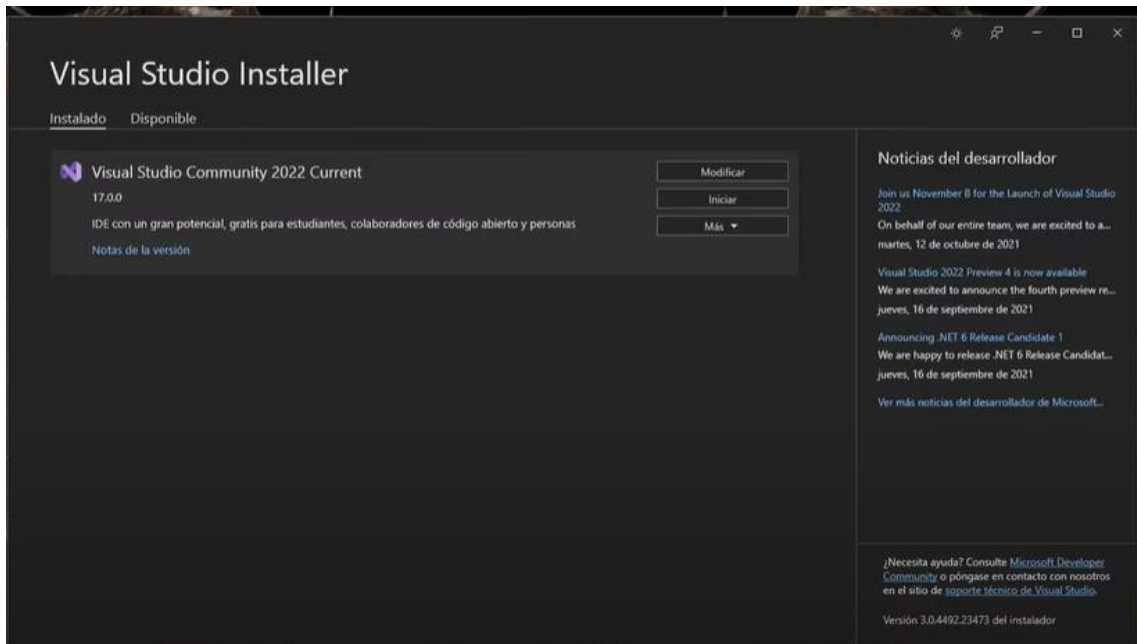 Visual Studio Installer
Instalado Disponible
Visual Studio Community 2022 Current
17.0.0
IDE con un gran potencial, gratis para estudiantes, colaboradores de código abierto y personas
Notas de la versión
Modificar
Iniciar
Más
Noticias del desarrollador
Join us November 8 for the Launch of Visual Studio
2022
On behalf of our entire team, we are excited to a...
martes, 12 de octubre de 2021
Visual Studio 2022 Preview 4 is now available
We are excited to announce the fourth preview re...
jueves, 16 de septiembre de 2021
Announcing .NET 6 Release Candidate 1
We are happy to release .NET 6 Release Candidat...
jueves, 16 de septiembre de 2021
Ver más noticias del desarrollador de Microsoft...
¿Necesita ayuda? Consulte Microsoft Developer
Community o póngase en contacto con nosotros
en el sitio de soporte técnico de Visual Studio.
Versión 3.0.4492.23473 del instalador